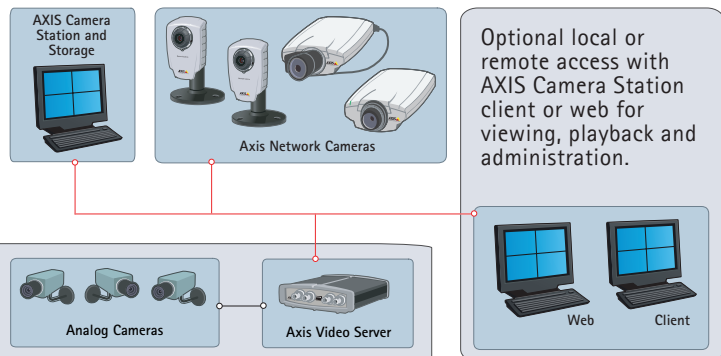 AXIS Camera
Station and
Storage
Axis Network Cameras
Optional local or
remote access with
AXIS Camera Station
client or web for
viewing, playback and
administration.
Analog Cameras
Axis Video Server
Web
Client